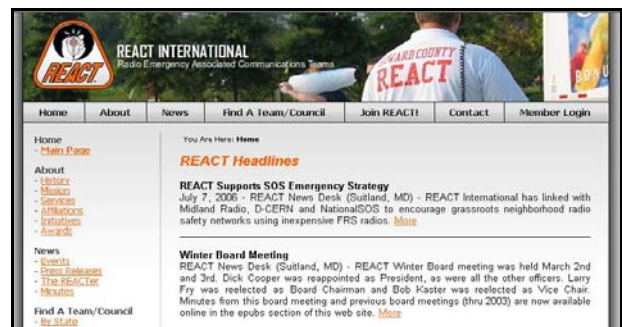 REACT
REACT INTERNATIONAL
Radio Emergency Associated Communications Teams
HOWARD COUNTY
REACT
BONU
Home About News Find A Team/Council Join REACT! Contact Member Login
Home
- Main Page
About
- History
- Mission
- Services
- Affiliations
- Initiatives
- Awards
News
- Events
- Press Releases
- The REACTer
- Minutes
Find A Team/Council
- By State
You Are Here: Home
REACT Headlines
REACT Supports SOS Emergency Strategy
July 7, 2006 - REACT News Desk (Suitland, MD) - REACT International has linked with
Midland Radio, D-CERN and NationalSOS to encourage grassroots neighborhood radio
safety networks using inexpensive FRS radios. More
Winter Board Meeting
REACT News Desk (Suitland, MD) - REACT Winter Board meeting was held March 2nd
and 3rd. Dick Cooper was reappointed as President, as were all the other officers. Larry
Fry was reelected as Board Chairman and Bob Kaster was reelected as Vice Chair.
Minutes from this board meeting and previous board meetings (thru 2003) are now available
online in the epubs section of this web site. More